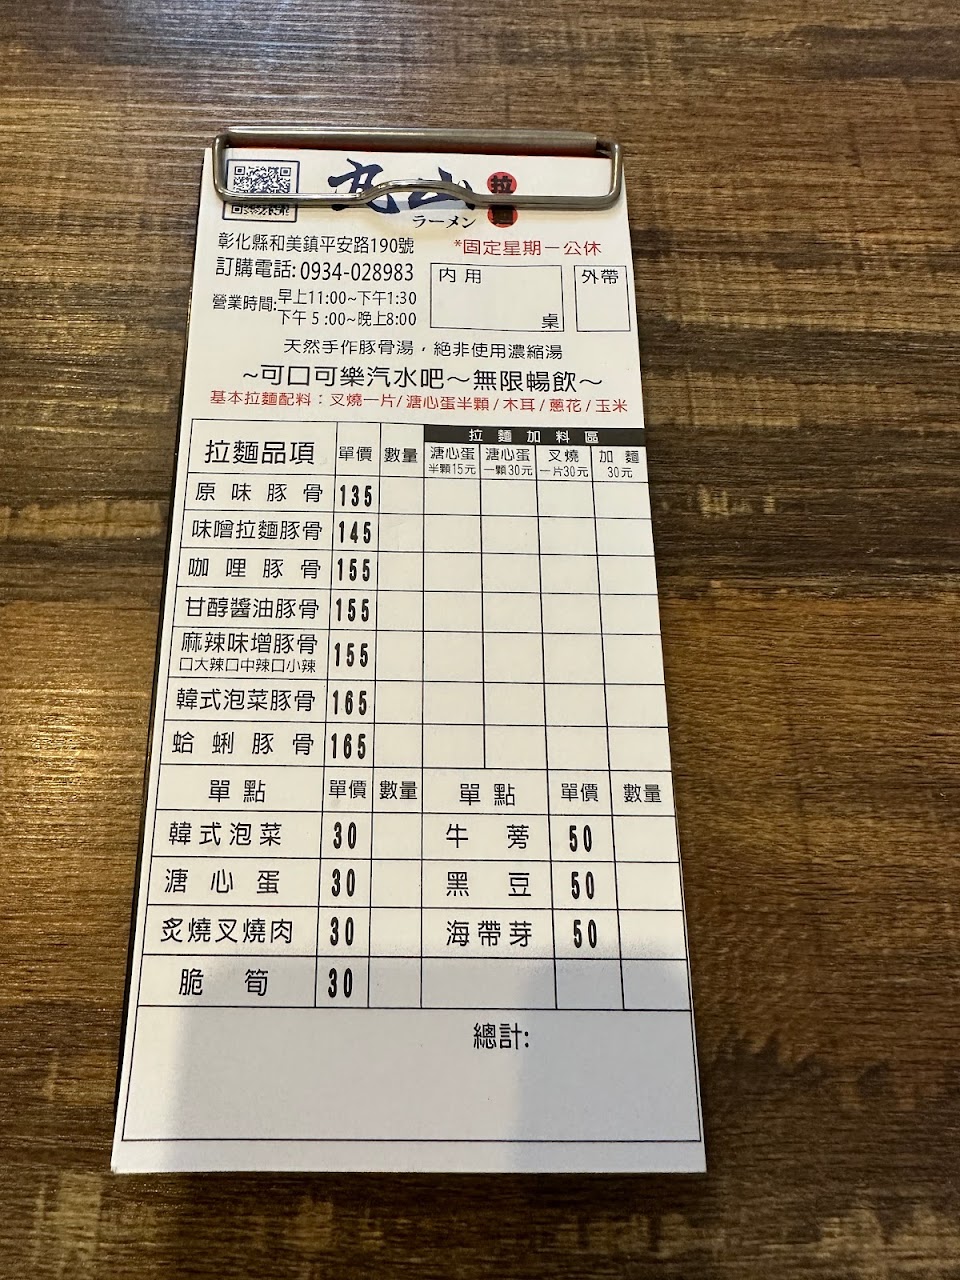 丸山 拉麵
ラーメン
彰化縣和美鎮平安路190號
*固定星期一公休
訂購電話:0934-028983
營業時間:早上11:00~下午1:30
下午 5 :00~晚上8:00
內 用
桌
外帶
天然手作豚骨湯，絕非使用濃縮湯
~可口可樂汽水吧~無限暢飲~
基本拉麵配料：叉燒一片/溏心蛋半顆/木耳/蔥花/玉米
拉麵品項 單價 數量 拉 麵 加 料 區
溏心蛋 半顆15元 溏心蛋 一顆30元 叉燒 一片30元 加 麵 30元
原 味 豚 骨 135
味噌拉麵豚骨 145
咖 哩 豚 骨 155
甘醇醬油豚骨 155
麻辣味增豚骨 155
口大辣口中辣口小辣
韓式泡菜豚骨 165
蛤 蜊 豚 骨 165
單 點 單價 數量 單 點 單價 數量
韓式泡菜 30 牛 蒡 50
溏 心 蛋 30 黑 豆 50
炙燒叉燒肉 30 海帶芽 50
脆 筍 30
總計: